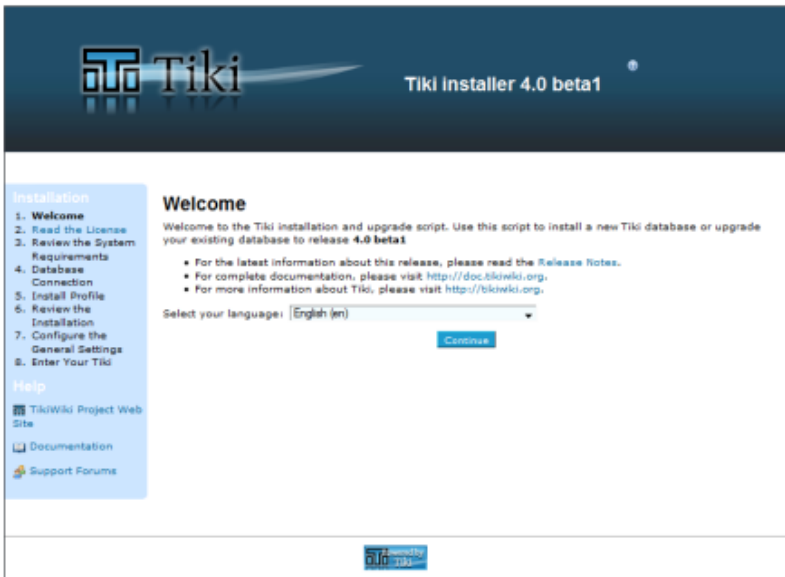 Tiki
Tiki installer 4.0 beta1
Installation
1. Welcome
2. Read the License
3. Review the System
Requirements
4. Database
Connection
5. Install Profile
6. Review the
Installation
7. Configure the
General Settings
8. Enter Your Tiki
Help
TikiWiki Project Web
Site
Documentation
Support Forums
Welcome
Welcome to the Tiki installation and upgrade script. Use this script to install a new Tiki database or upgrade
your existing database to release 4.0 beta1
• For the latest information about this release, please read the Release Notes.
• For complete documentation, please visit http://doc.tikiwiki.org.
• For more information about Tiki, please visit http://tikiwiki.org.
Select your language: English (en)
Continue
Powered by
Tiki